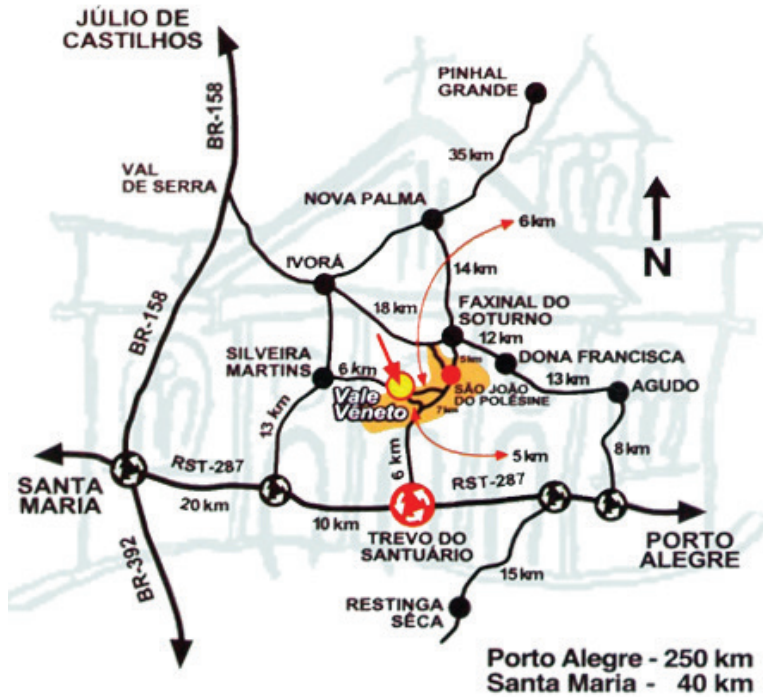 JÚLIO DE
CASTILHOS
PINHAL
GRANDE
BR-158
35 km
VAL
DE SERRA
NOVA PALMA
6 km
N
IVORÁ
14 km
18 km
FAXINAL DO
SOTURNO
BR-158
12 km
SILVEIRA
MARTINS
6 km
5 km
DONA FRANCISCA
13 km
AGUDO
SÃO JOÃO
DO POLÊSINE
Vale
Vêneto
7 km
13 km
8 km
6 km
5 km
RST-287
RST-287
SANTA
MARIA
20 km
10 km
TREVO DO
SANTUÁRIO
PORTO
ALEGRE
BR-392
15 km
RESTINGA
SÊCA
Porto Alegre - 250 km
Santa Maria - 40 km